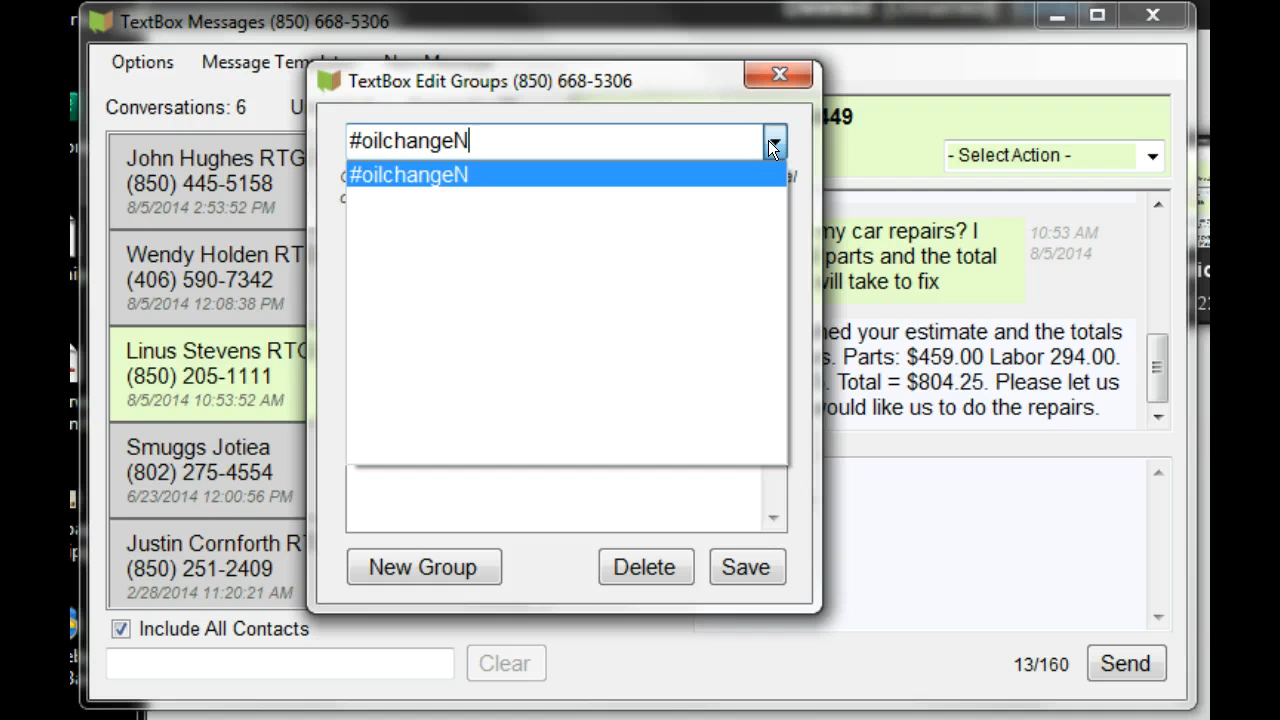 TextBox Messages (850) 668-5306
Options
Message Temp
TextBox Edit Groups (850) 668-5306
Conversations: 6
449
#oilchangeN
- Select Action -
#oilchangeN
John Hughes RTG
(850) 445-5158
8/5/2014 2:53:52 PM
Wendy Holden RT
(406) 590-7342
8/5/2014 12:08:38 PM
Linus Stevens RTG
(850) 205-1111
8/5/2014 10:53:52 AM
Smuggs Jotiea
(802) 275-4554
6/23/2014 12:00:56 PM
Justin Cornforth R
(850) 251-2409
2/28/2014 11:20:21 AM
my car repairs? I
parts and the total
will take to fix
10:53 AM
8/5/2014
ned your estimate and the totals
s. Parts: $459.00 Labor 294.00.
. Total = $804.25. Please let us
would like us to do the repairs.
New Group
Delete
Save
Include All Contacts
Clear
13/160
Send